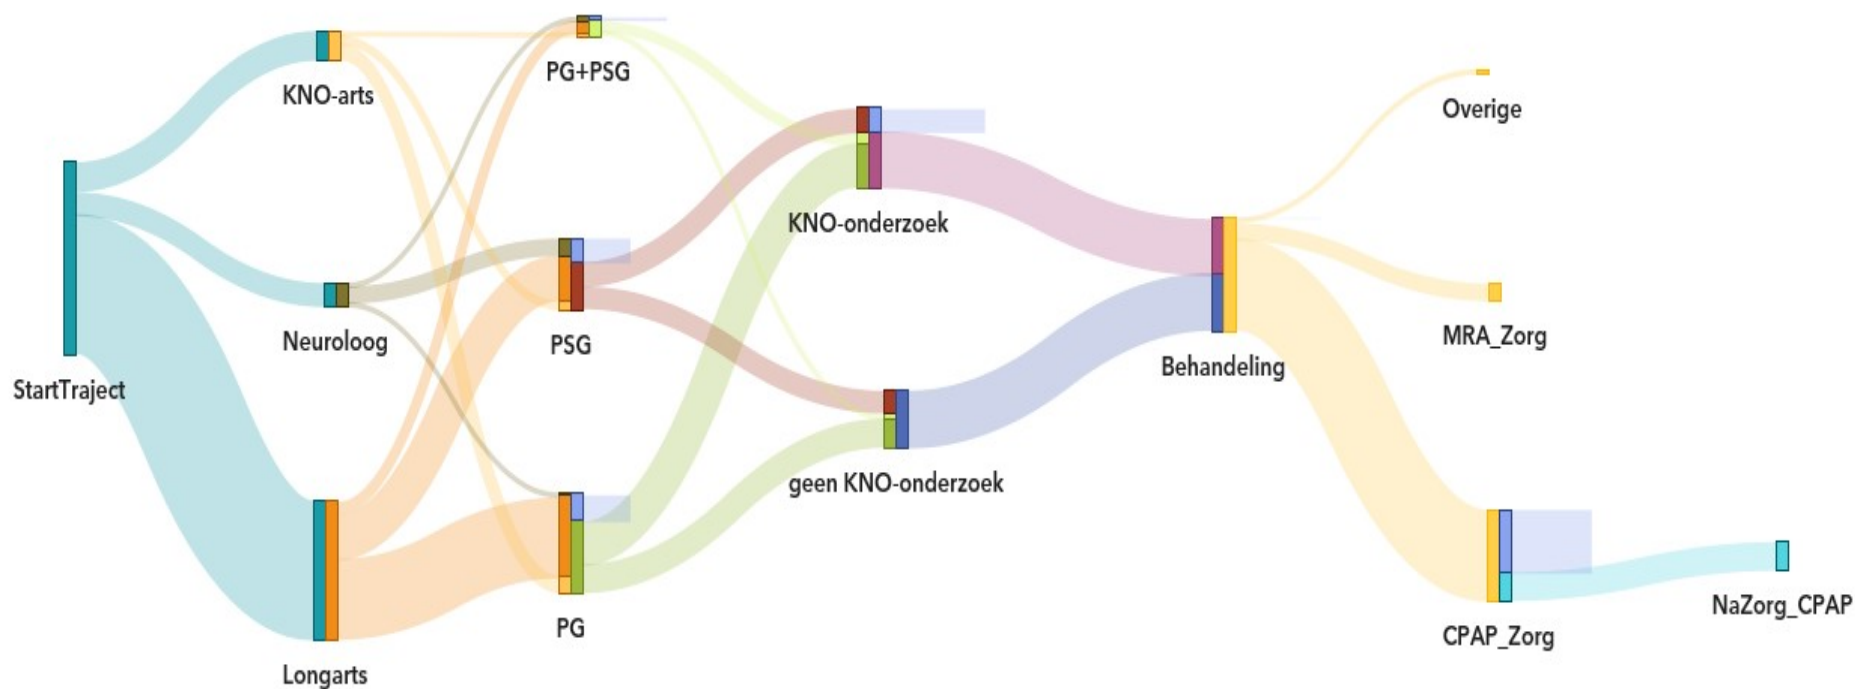 StartTraject
KNO-arts
Neuroloog
Longarts
PG+PSG
PSG
PG
KNO-onderzoek
geen KNO-onderzoek
Behandeling
Overige
MRA_Zorg
CPAP_Zorg
NaZorg_CPAP